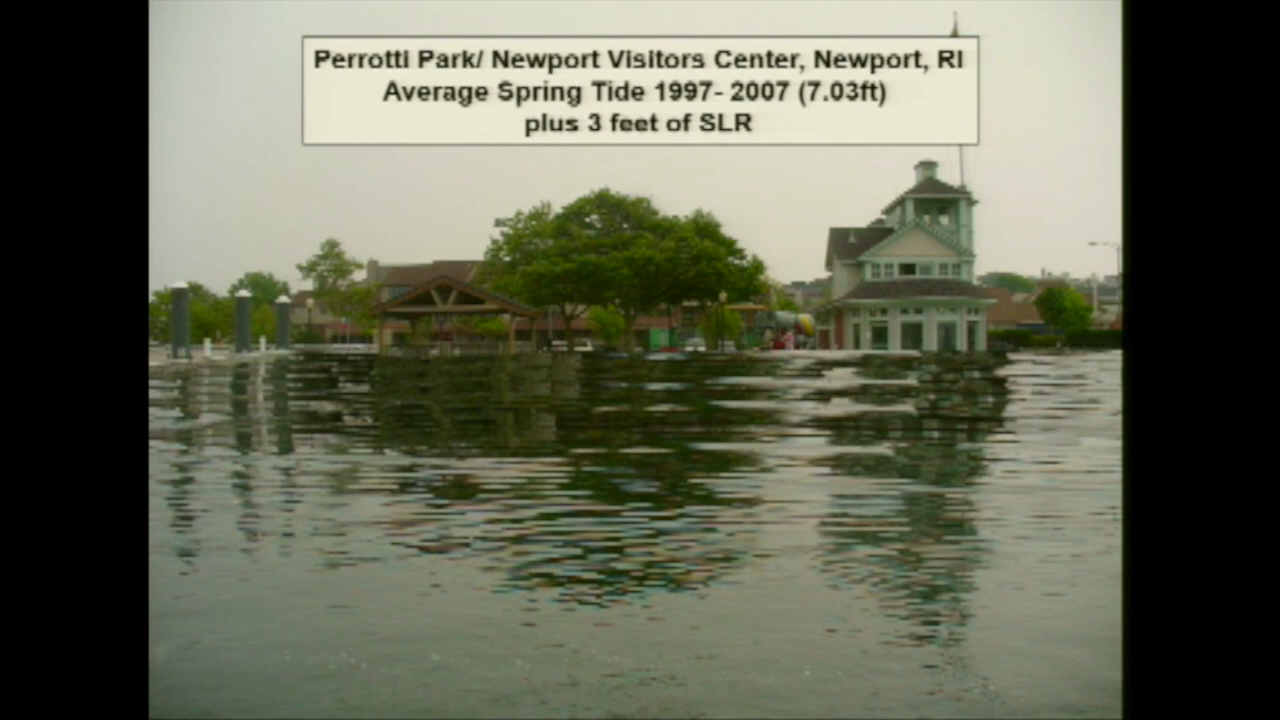 Perrotti Park/ Newport Visitors Center, Newport, RI
Average Spring Tide 1997- 2007 (7.03ft)
plus 3 feet of SLR